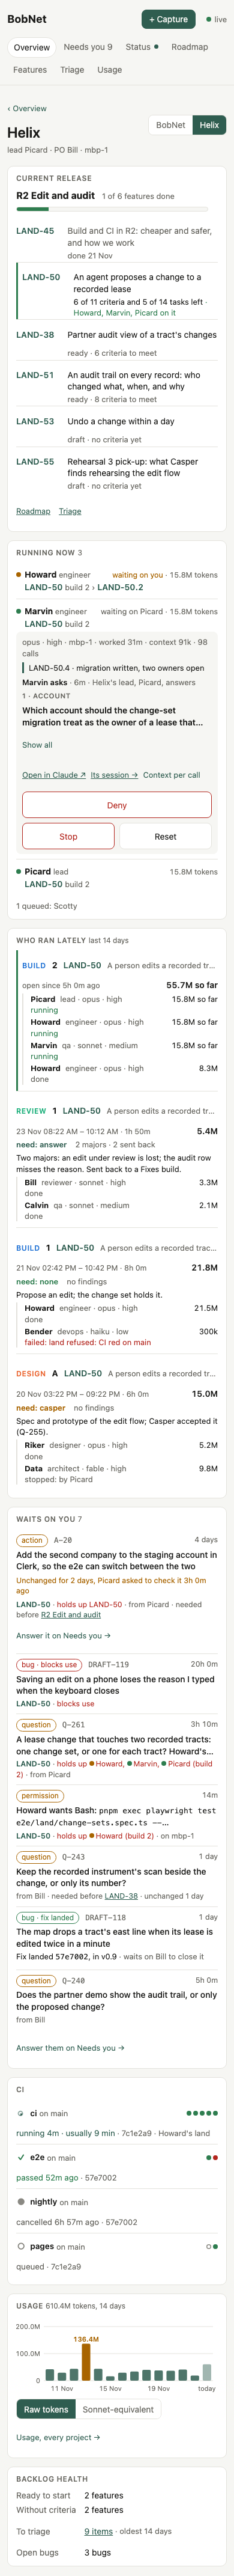 BobNet
+ Capture
live
Overview
Needs you 9
Status
Roadmap
Features
Triage
Usage
‹ Overview
Helix
BobNet
Helix
lead Picard · PO Bill · mbp-1
CURRENT RELEASE
R2 Edit and audit 1 of 6 features done
LAND-45 Build and CI in R2: cheaper and safer,
and how we work
done 21 Nov
LAND-50 An agent proposes a change to a
recorded lease
6 of 11 criteria and 5 of 14 tasks left ·
Howard, Marvin, Picard on it
LAND-38 Partner audit view of a tract's changes
ready · 6 criteria to meet
LAND-51 An audit trail on every record: who
changed what, when, and why
ready · 8 criteria to meet
LAND-53 Undo a change within a day
draft · no criteria yet
LAND-55 Rehearsal 3 pick-up: what Casper
finds rehearsing the edit flow
draft · no criteria yet
Roadmap Triage
RUNNING NOW 3
Howard engineer waiting on you · 15.8M tokens
LAND-50 build 2 › LAND-50.2
Marvin engineer waiting on Picard · 15.8M tokens
LAND-50 build 2
opus · high · mbp-1 · worked 31m · context 91k · 98
calls
LAND-50.4 · migration written, two owners open
Marvin asks · 6m · Helix's lead, Picard, answers
1 · ACCOUNT
Which account should the change-set
migration treat as the owner of a lease that…
Show all
Open in Claude ↗ Its session → Context per call
Deny
Stop
Reset
Picard lead 15.8M tokens
LAND-50 build 2
1 queued: Scotty
WHO RAN LATELY last 14 days
BUILD 2 LAND-50 A person edits a recorded tr…
open since 5h 0m ago 55.7M so far
Picard lead · opus · high 15.8M so far
running
Howard engineer · opus · high 15.8M so far
running
Marvin qa · sonnet · medium 15.8M so far
running
Howard engineer · opus · high 8.3M
done
REVIEW 1 LAND-50 A person edits a recorded tr…
23 Nov 08:22 AM – 10:12 AM · 1h 50m 5.4M
need: answer 2 majors · 2 sent back
Two majors: an edit under review is lost; the audit row
misses the reason. Sent back to a Fixes build.
Bill reviewer · sonnet · high 3.3M
done
Calvin qa · sonnet · medium 2.1M
done
BUILD 1 LAND-50 A person edits a recorded trac…
21 Nov 02:42 PM – 10:42 PM · 8h 0m 21.8M
need: none no findings
Propose an edit; the change set holds it.
Howard engineer · opus · high 21.5M
done
Bender devops · haiku · low 300k
failed: land refused: CI red on main
DESIGN A LAND-50 A person edits a recorded tr…
20 Nov 03:22 PM – 09:22 PM · 6h 0m 15.0M
need: casper no findings
Spec and prototype of the edit flow; Casper accepted it
(Q-255).
Riker designer · opus · high 5.2M
done
Data architect · fable · high 9.8M
stopped: by Picard
WAITS ON YOU 7
action A-20 4 days
Add the second company to the staging account in
Clerk, so the e2e can switch between the two
Unchanged for 2 days, Picard asked to check it 3h 0m
ago
LAND-50 · holds up LAND-50 · from Picard · needed
before R2 Edit and audit
Answer it on Needs you →
bug · blocks use DRAFT-119 20h 0m
Saving an edit on a phone loses the reason I typed
when the keyboard closes
LAND-50 · blocks use
question Q-261 3h 10m
A lease change that touches two recorded tracts:
one change set, or one for each tract? Howard's…
LAND-50 · holds up Howard, Marvin, Picard (build
2) · from Picard
permission 14m
Howard wants Bash: pnpm exec playwright test
e2e/land/change-sets.spec.ts --…
LAND-50 · holds up Howard (build 2) · on mbp-1
question Q-243 1 day
Keep the recorded instrument's scan beside the
change, or only its number?
from Bill · needed before LAND-38 · unchanged 1 day
bug · fix landed DRAFT-118 1 day
The map drops a tract's east line when its lease is
edited twice in a minute
Fix landed 57e7002, in v0.9 · waits on Bill to close it
question Q-240 5h 0m
Does the partner demo show the audit trail, or only
the proposed change?
from Bill
Answer them on Needs you →
CI
ci on main
running 4m · usually 9 min · 7c1e2a9 · Howard's land
e2e on main
passed 52m ago · 57e7002
nightly on main
cancelled 6h 57m ago · 57e7002
pages on main
queued · 7c1e2a9
USAGE 610.4M tokens, 14 days
200.0M
136.4M
100.0M
0
11 Nov 15 Nov 19 Nov today
Raw tokens
Sonnet-equivalent
Usage, every project →
BACKLOG HEALTH
Ready to start 2 features
Without criteria 2 features
To triage 9 items · oldest 14 days
Open bugs 3 bugs